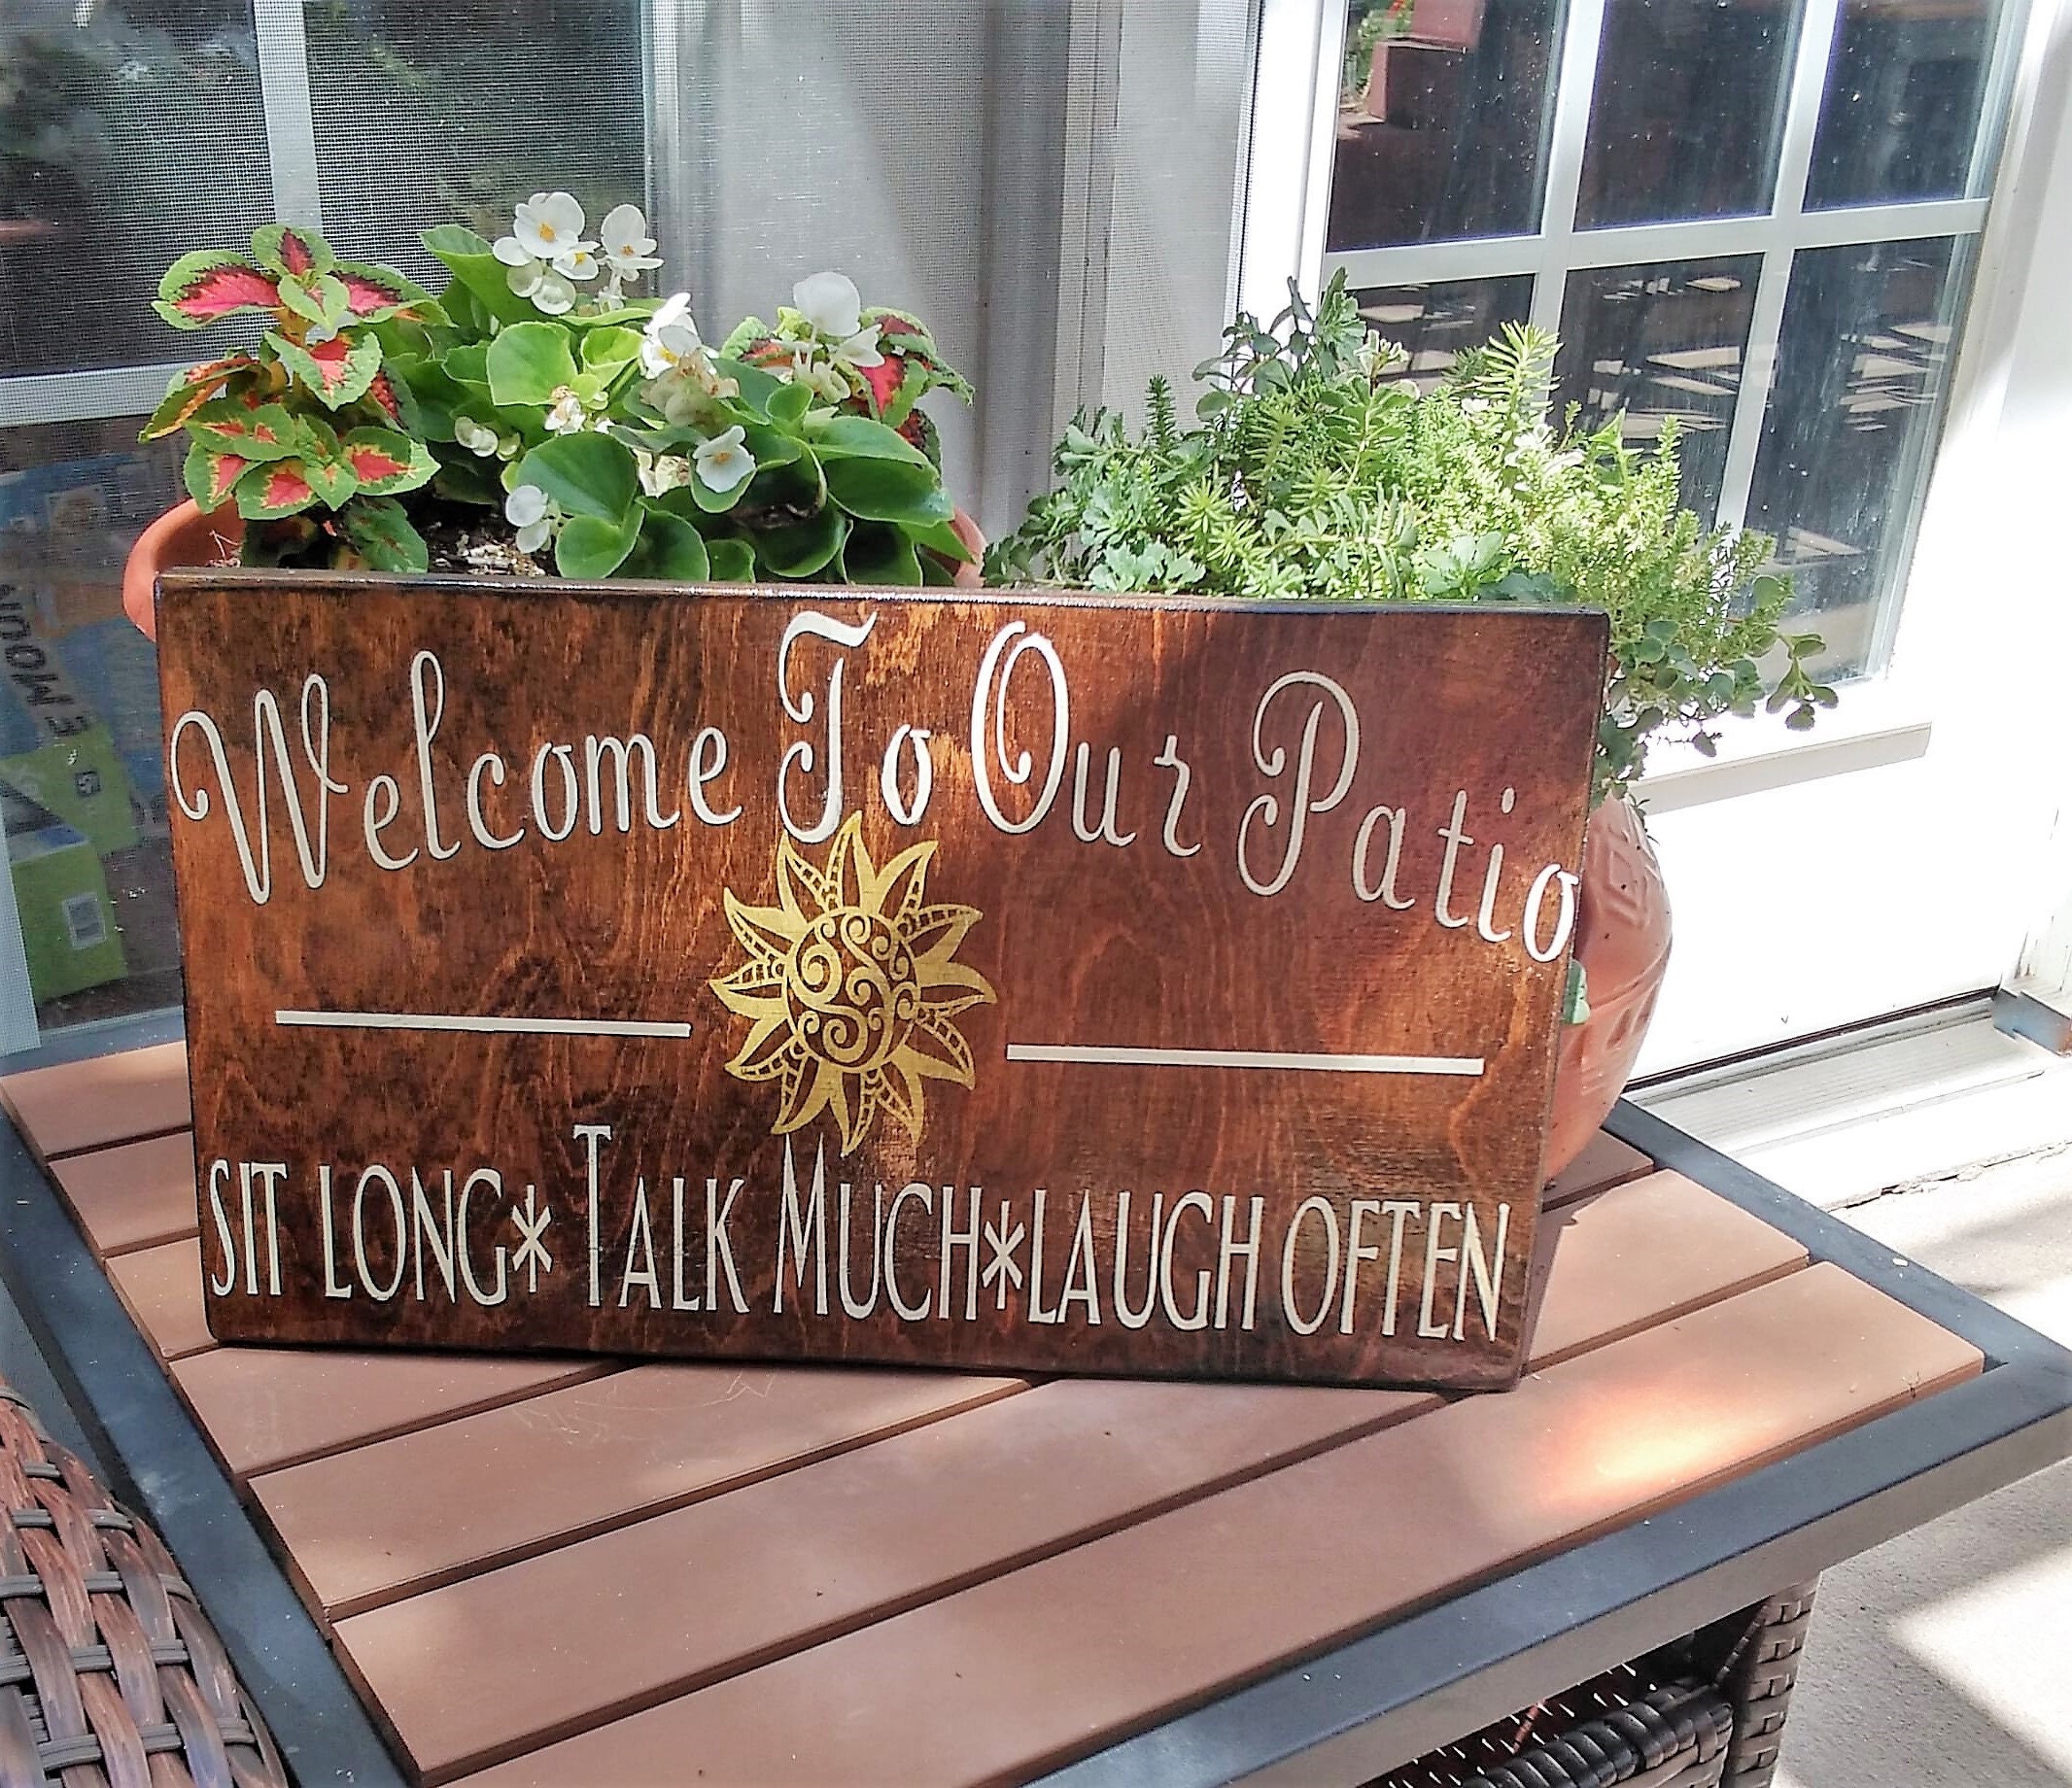 Welcome To Our Patio
SIT LONG* TALK MUCH*LAUGH OFTEN